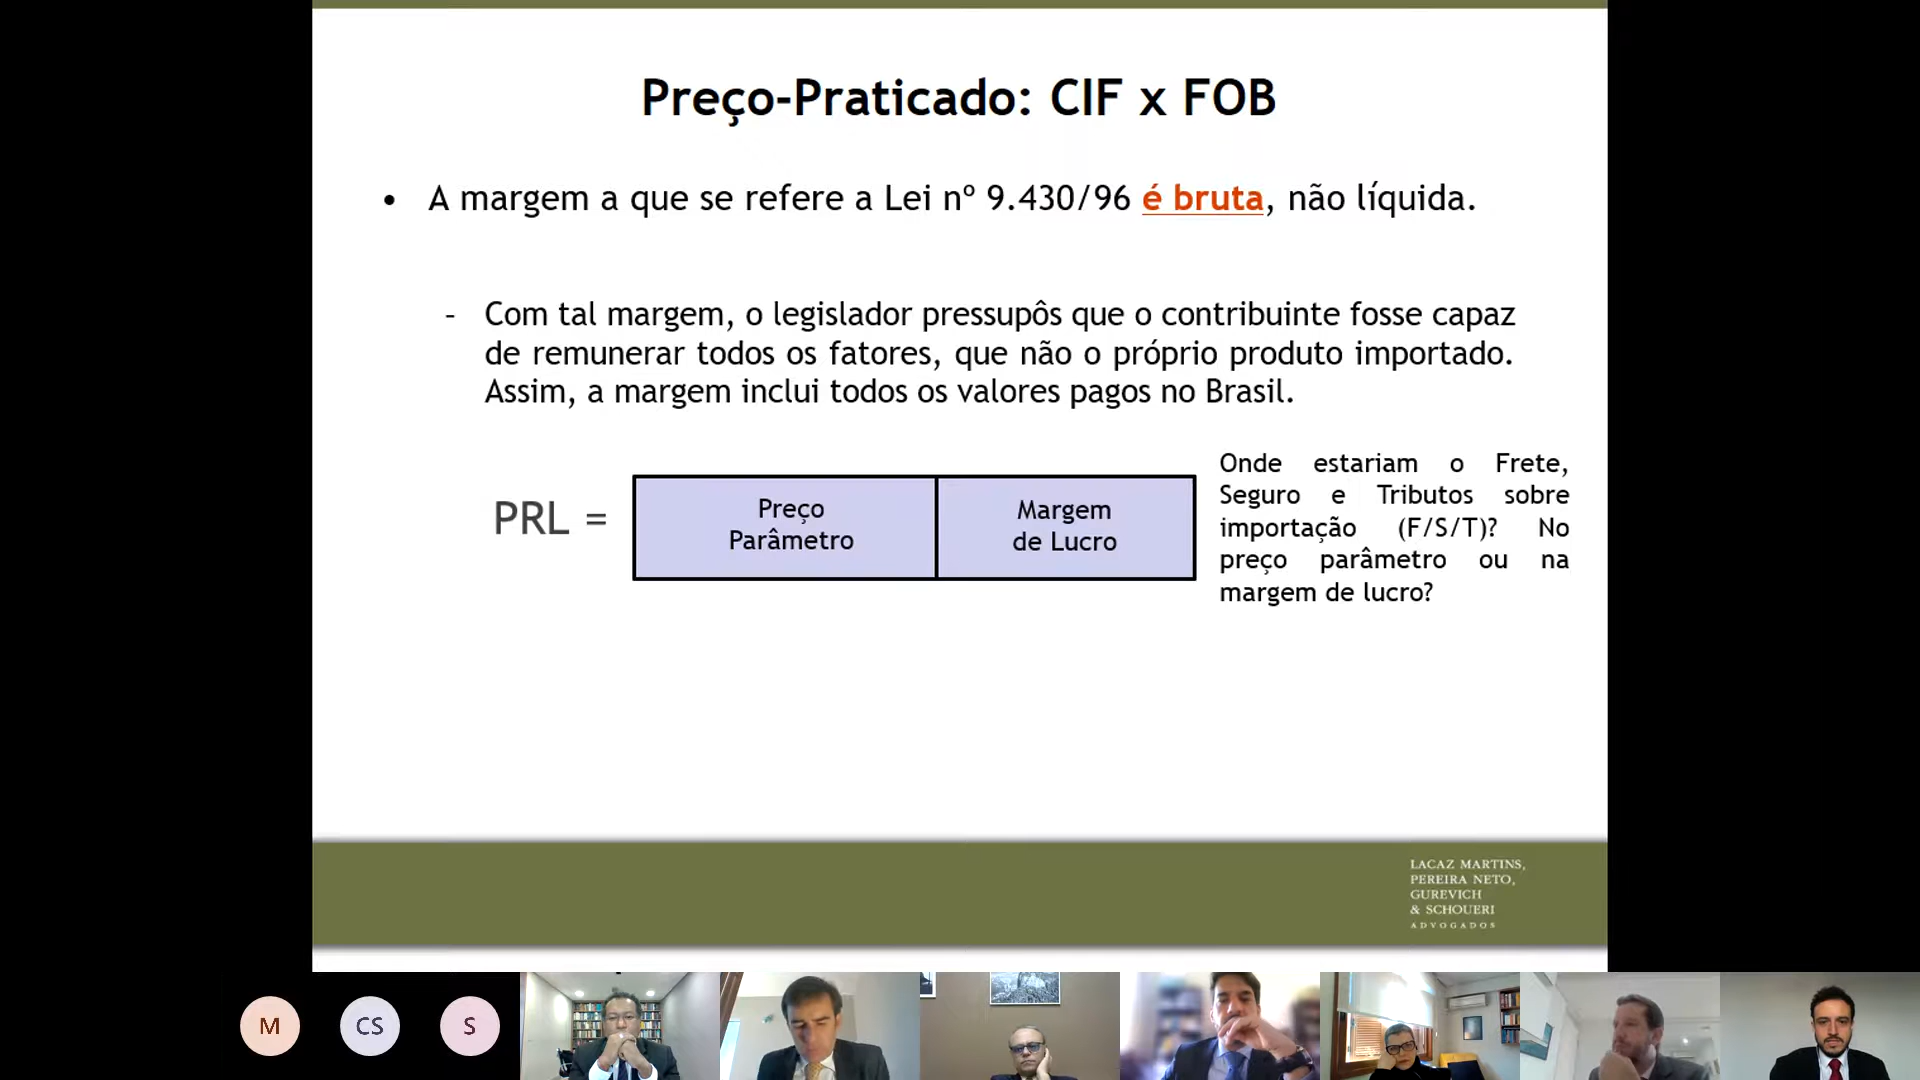 Preço-Praticado: CIF x FOB
• A margem a que se refere a Lei nº 9.430/96 é bruta, não líquida.
- Com tal margem, o legislador pressupôs que o contribuinte fosse capaz
de remunerar todos os fatores, que não o próprio produto importado.
Assim, a margem inclui todos os valores pagos no Brasil.
PRL =
Preço
Parâmetro
Margem
de Lucro
Onde estariam o Frete,
Seguro e Tributos sobre
importação (F/S/T)? No
preço parâmetro ou na
margem de lucro?
LACAZ MARTINS,
PEREIRA NETO,
GUREVICH
& SCHOUERI
ADVOGADOS
M
CS
S